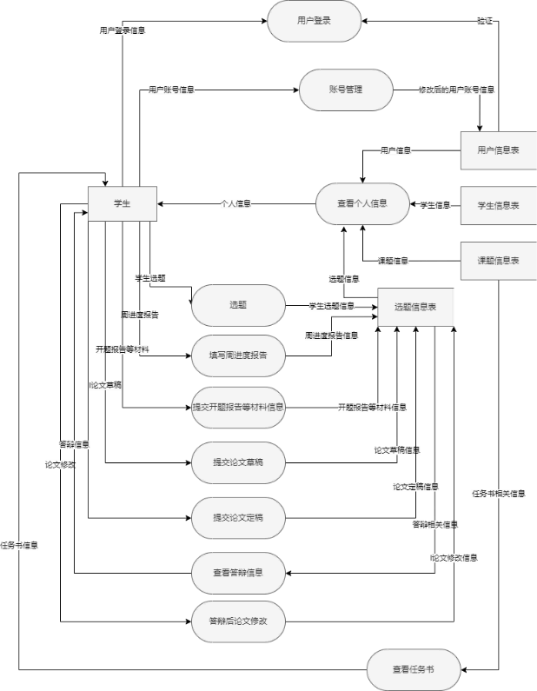 用户登录
用户登录信息
验证
用户账号信息
账号管理
修改后的用户账号信息
用户信息
用户信息表
学生
个人信息
查看个人信息
学生信息
学生信息表
课题信息
课题信息表
学生选题
选题信息
选题
学生选题信息
选题信息表
周进度报告
周进度报告信息
开题报告等材料
填写周进度报告
论文草稿
提交开题报告等材料信息
开题报告等材料信息
答辩信息
论文修改
提交论文草稿
论文草稿信息
论文定稿信息
任务书相关信息
提交论文定稿
答辩相关信息
任务书信息
论文修改信息
查看答辩信息
答辩后论文修改
查看任务书